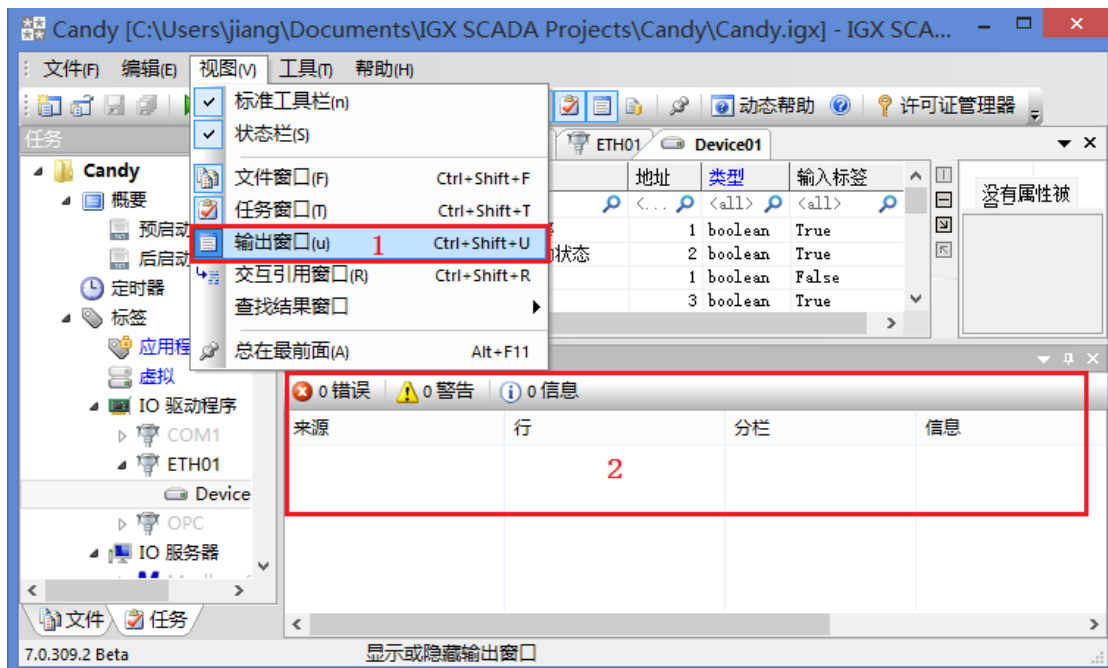 Candy [C:\Users\jiang\Documents\IGX SCADA Projects\Candy\Candy.igx] - IGX SCA...
文件(F) 编辑(E) 视图(V) 工具(T) 帮助(H)
标准工具栏(n)
动态帮助 许可证管理器
任务
状态栏(S)
ETH01 Device01
Candy
文件窗口(F) Ctrl+Shift+F
地址 类型 输入标签
没有属性被
概要
任务窗口(T) Ctrl+Shift+T
<... <all> <all>
预启动
输出窗口(u) 1 Ctrl+Shift+U
1 boolean True
后启动
动状态 2 boolean True
交互引用窗口(R) Ctrl+Shift+R
1 boolean False
定时器
查找结果窗口
3 boolean True
标签
应用程
总在最前面(A) Alt+F11
虚拟
0 错误 0 警告 0 信息
IO 驱动程序
来源 行 分栏 信息
COM1
ETH01
2
Device
OPC
IO 服务器
文件 任务
7.0.309.2 Beta 显示或隐藏输出窗口